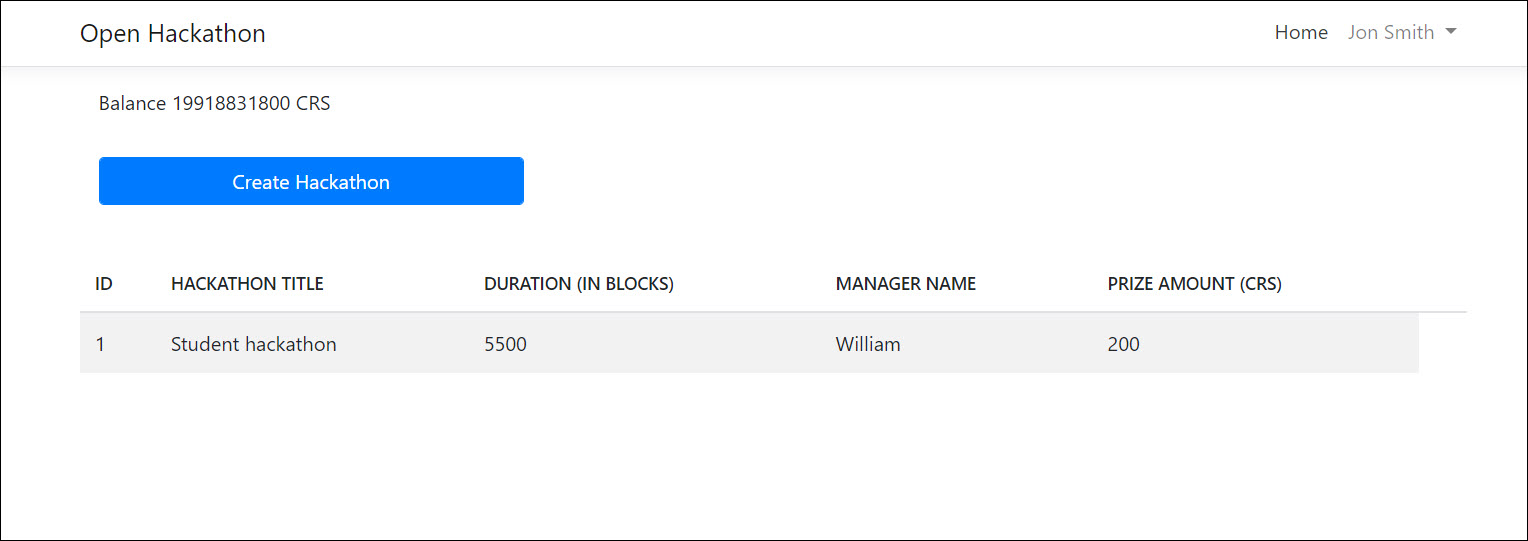 Open Hackathon Home Jon Smith
Balance 19918831800 CRS
Create Hackathon
ID HACKATHON TITLE DURATION (IN BLOCKS) MANAGER NAME PRIZE AMOUNT (CRS)
1 Student hackathon 5500 William 200